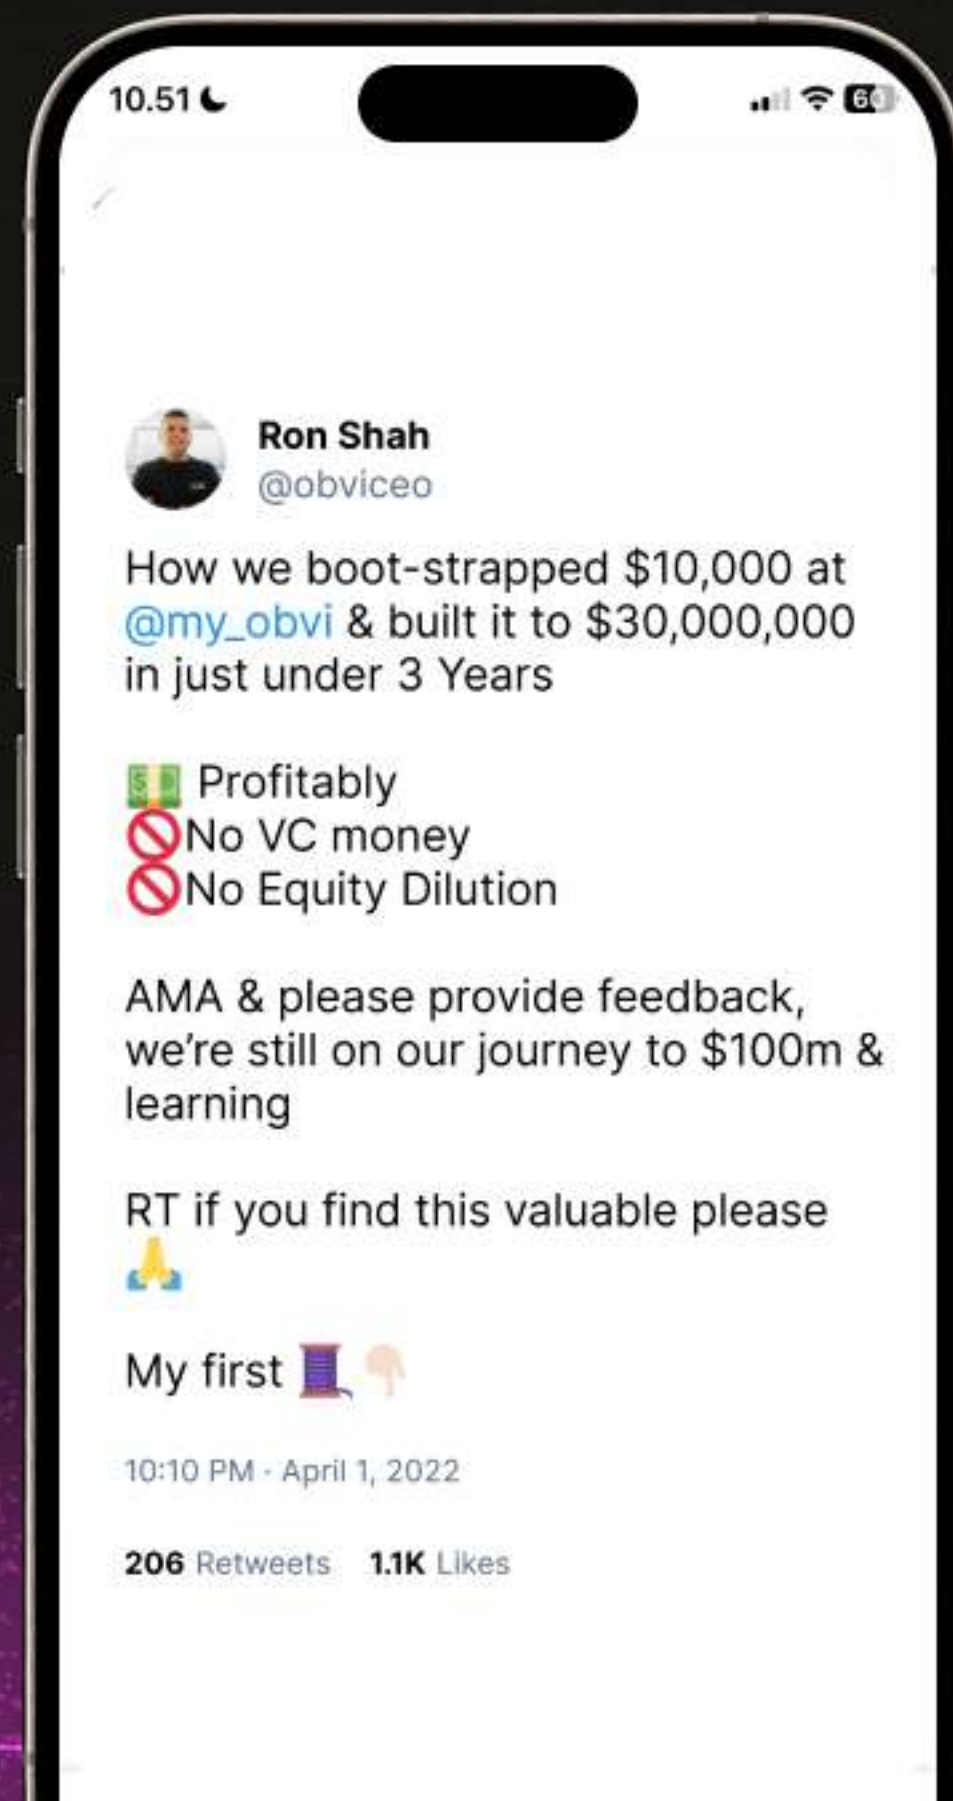 10.51
60
Ron Shah
@obviceo
How we boot-strapped $10,000 at
@my_obvi & built it to $30,000,000
in just under 3 Years
💵 Profitably
🚫No VC money
🚫No Equity Dilution
AMA & please provide feedback,
we’re still on our journey to $100m &
learning
RT if you find this valuable please
🙏
My first 🧵👇🏻
10:10 PM · April 1, 2022
206 Retweets 1.1K Likes